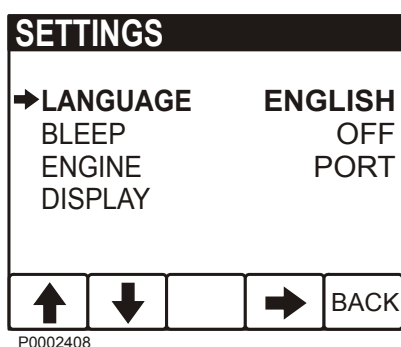 SETTINGS
LANGUAGE ENGLISH
BLEEP OFF
ENGINE PORT
DISPLAY
BACK
P0002408